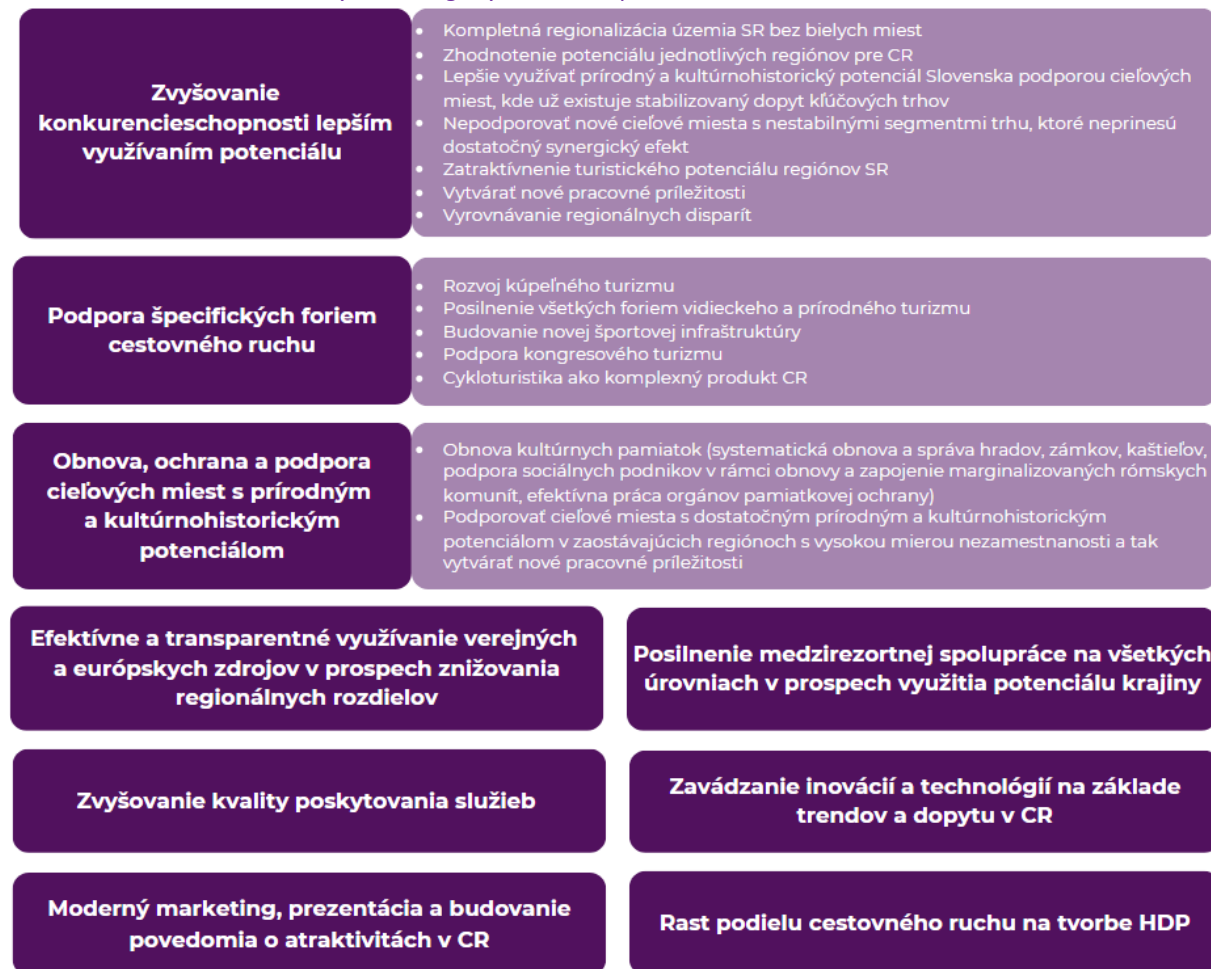 Zvyšovanie
konkurencieschopnosti lepším
využívaním potenciálu
• Kompletná regionalizácia územia SR bez bielych miest
• Zhodnotenie potenciálu jednotlivých regiónov pre CR
• Lepšie využívať prírodný a kultúrnohistorický potenciál Slovenska podporou cieľových
miest, kde už existuje stabilizovaný dopyt kľúčových trhov
• Nepodporovať nové cieľové miesta s nestabilnými segmentmi trhu, ktoré neprinesú
dostatočný synergický efekt
• Zatraktívnenie turistického potenciálu regiónov SR
• Vytvárať nové pracovné príležitosti
• Vyrovnávanie regionálnych disparít
Podpora špecifických foriem
cestovného ruchu
• Rozvoj kúpeľného turizmu
• Posilnenie všetkých foriem vidieckeho a prírodného turizmu
• Budovanie novej športovej infraštruktúry
• Podpora kongresového turizmu
• Cykloturistika ako komplexný produkt CR
Obnova, ochrana a podpora
cieľových miest s prírodným
a kultúrnohistorickým
potenciálom
• Obnova kultúrnych pamiatok (systematická obnova a správa hradov, zámkov, kaštieľov,
podpora sociálnych podnikov v rámci obnovy a zapojenie marginalizovaných rómskych
komunít, efektívna práca orgánov pamiatkovej ochrany)
• Podporovať cieľové miesta s dostatočným prírodným a kultúrnohistorickým
potenciálom v zaostávajúcich regiónoch s vysokou mierou nezamestnanosti a tak
vytvárať nové pracovné príležitosti
Efektívne a transparentné využívanie verejných
a európskych zdrojov v prospech znižovania
regionálnych rozdielov
Posilnenie medzirezortnej spolupráce na všetkých
úrovniach v prospech využitia potenciálu krajiny
Zvyšovanie kvality poskytovania služieb
Zavádzanie inovácií a technológií na základe
trendov a dopytu v CR
Moderný marketing, prezentácia a budovanie
povedomia o atraktivitách v CR
Rast podielu cestovného ruchu na tvorbe HDP